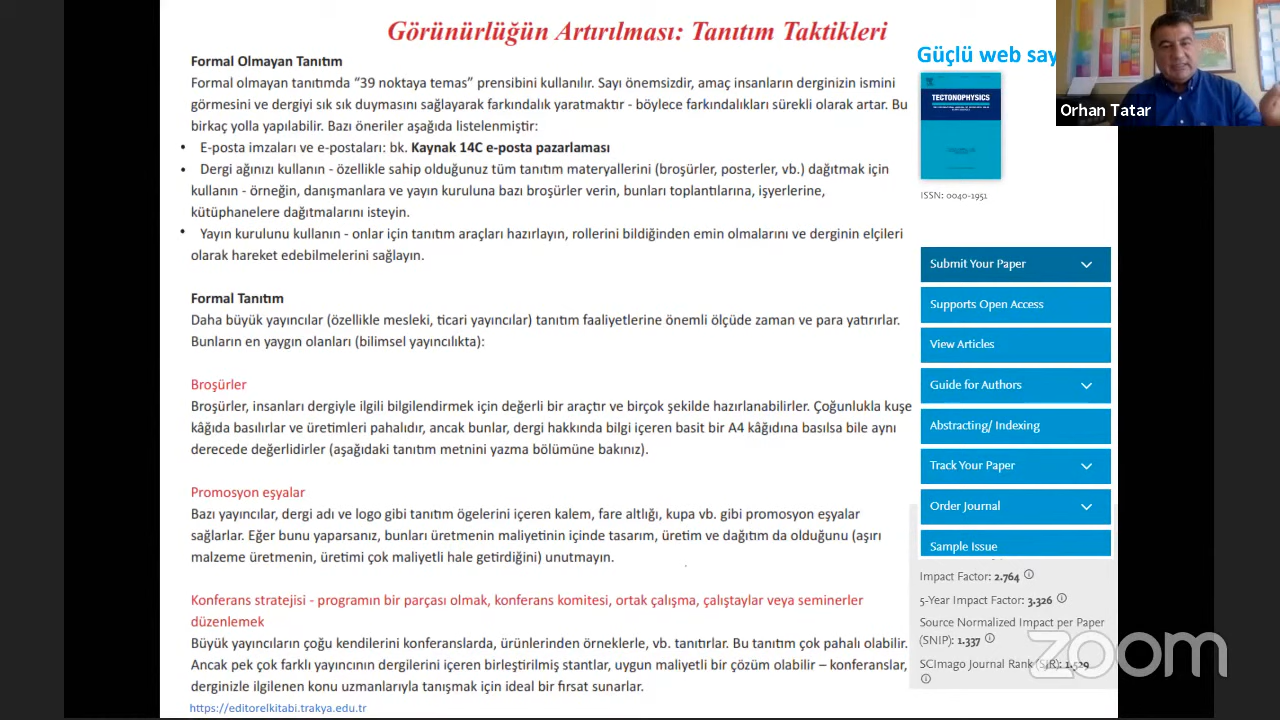 Görünürlüğün Artırılması: Tanıtım Taktikleri
Formal Olmayan Tanıtım
Formal olmayan tanıtımda “39 noktaya temas” prensibini kullanılır. Sayı önemsizdir, amaç insanların derginizin ismini
görmesini ve dergiyi sık sık duymasını sağlayarak farkındalık yaratmaktır - böylece farkındalıkları sürekli olarak artar. Bu
birkaç yolla yapılabilir. Bazı öneriler aşağıda listelenmiştir:
• E-posta imzaları ve e-postaları: bk. Kaynak 14C e-posta pazarlaması
• Dergi ağınızı kullanın - özellikle sahip olduğunuz tüm tanıtım materyallerini (broşürler, posterler, vb.) dağıtmak için
kullanın - örneğin, danışmanlara ve yayın kuruluna bazı broşürler verin, bunları toplantılarına, işyerlerine,
kütüphanelere dağıtmalarını isteyin.
• Yayın kurulunu kullanın - onlar için tanıtım araçları hazırlayın, rollerini bildiğinden emin olmalarını ve derginin elçileri
olarak hareket edebilmelerini sağlayın.
Formal Tanıtım
Daha büyük yayıncılar (özellikle mesleki, ticari yayıncılar) tanıtım faaliyetlerine önemli ölçüde zaman ve para yatırırlar.
Bunların en yaygın olanları (bilimsel yayıncılıkta):
Broşürler
Broşürler, insanları dergiyle ilgili bilgilendirmek için değerli bir araçtır ve birçok şekilde hazırlanabilirler. Çoğunlukla kuşe
kâğıda basılırlar ve üretimleri pahalıdır, ancak bunlar, dergi hakkında bilgi içeren basit bir A4 kâğıdına basılsa bile aynı
derecede değerlidirler (aşağıdaki tanıtım metnini yazma bölümüne bakınız).
Promosyon eşyalar
Bazı yayıncılar, dergi adı ve logo gibi tanıtım ögelerini içeren kalem, fare altlığı, kupa vb. gibi promosyon eşyalar
sağlarlar. Eğer bunu yaparsanız, bunları üretmenin maliyetinin içinde tasarım, üretim ve dağıtım da olduğunu (aşırı
malzeme üretmenin, üretimi çok maliyetli hale getirdiğini) unutmayın.
Konferans stratejisi - programın bir parçası olmak, konferans komitesi, ortak çalışma, çalıştaylar veya seminerler
düzenlemek
Büyük yayıncıların çoğu kendilerini konferanslarda, ürünlerinden örneklerle, vb. tanıtırlar. Bu tanıtım çok pahalı olabilir.
Ancak pek çok farklı yayıncının dergilerini içeren birleştirilmiş stantlar, uygun maliyetli bir çözüm olabilir – konferanslar,
derginizle ilgilenen konu uzmanlarıyla tanışmak için ideal bir fırsat sunarlar.
https://editorelkitabi.trakya.edu.tr
Güçlü web say
TECTONOPHYSICS
ISSN: 0040-1951
Submit Your Paper
Supports Open Access
View Articles
Guide for Authors
Abstracting/ Indexing
Track Your Paper
Order Journal
Sample Issue
Impact Factor: 2.764
5-Year Impact Factor: 3.326
Source Normalized Impact per Paper
(SNIP): 1.337
SCImago Journal Rank (SJR): 1.529
Orhan Tatar
zoom